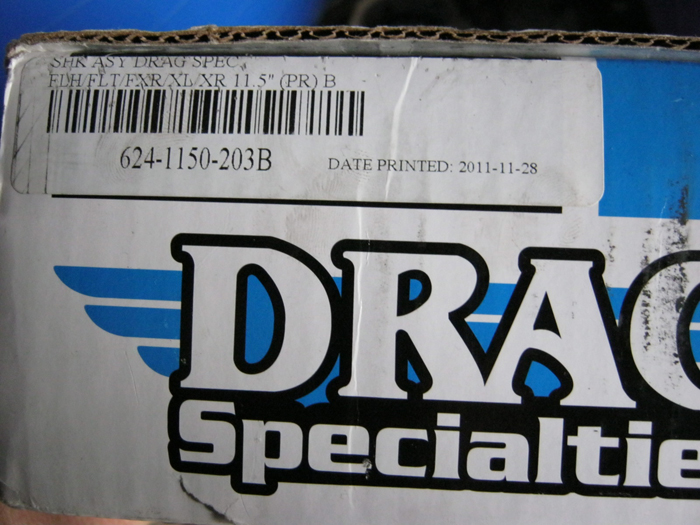 SHK ASY DRAG SPEC.
FLH/FLT/FXR/XL/XR 11.5" (PR) B
624-1150-203B DATE PRINTED: 2011-11-28
DRAG
Specialtie